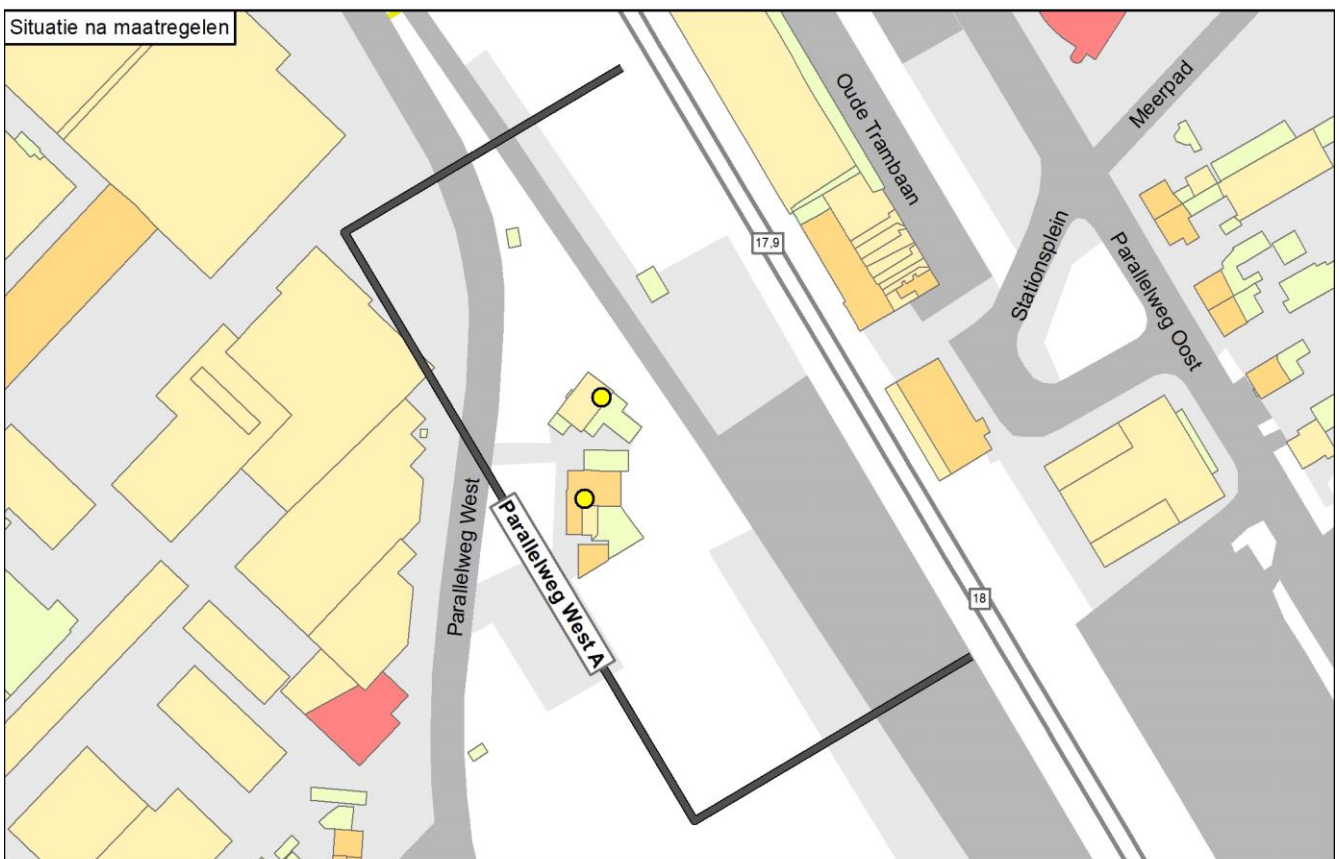 Situatie na maatregelen
Oude Trambaan
Meerpad
17,9
Stationsplein
Parallelweg Oost
Parallelweg West
Parallelweg West A
18